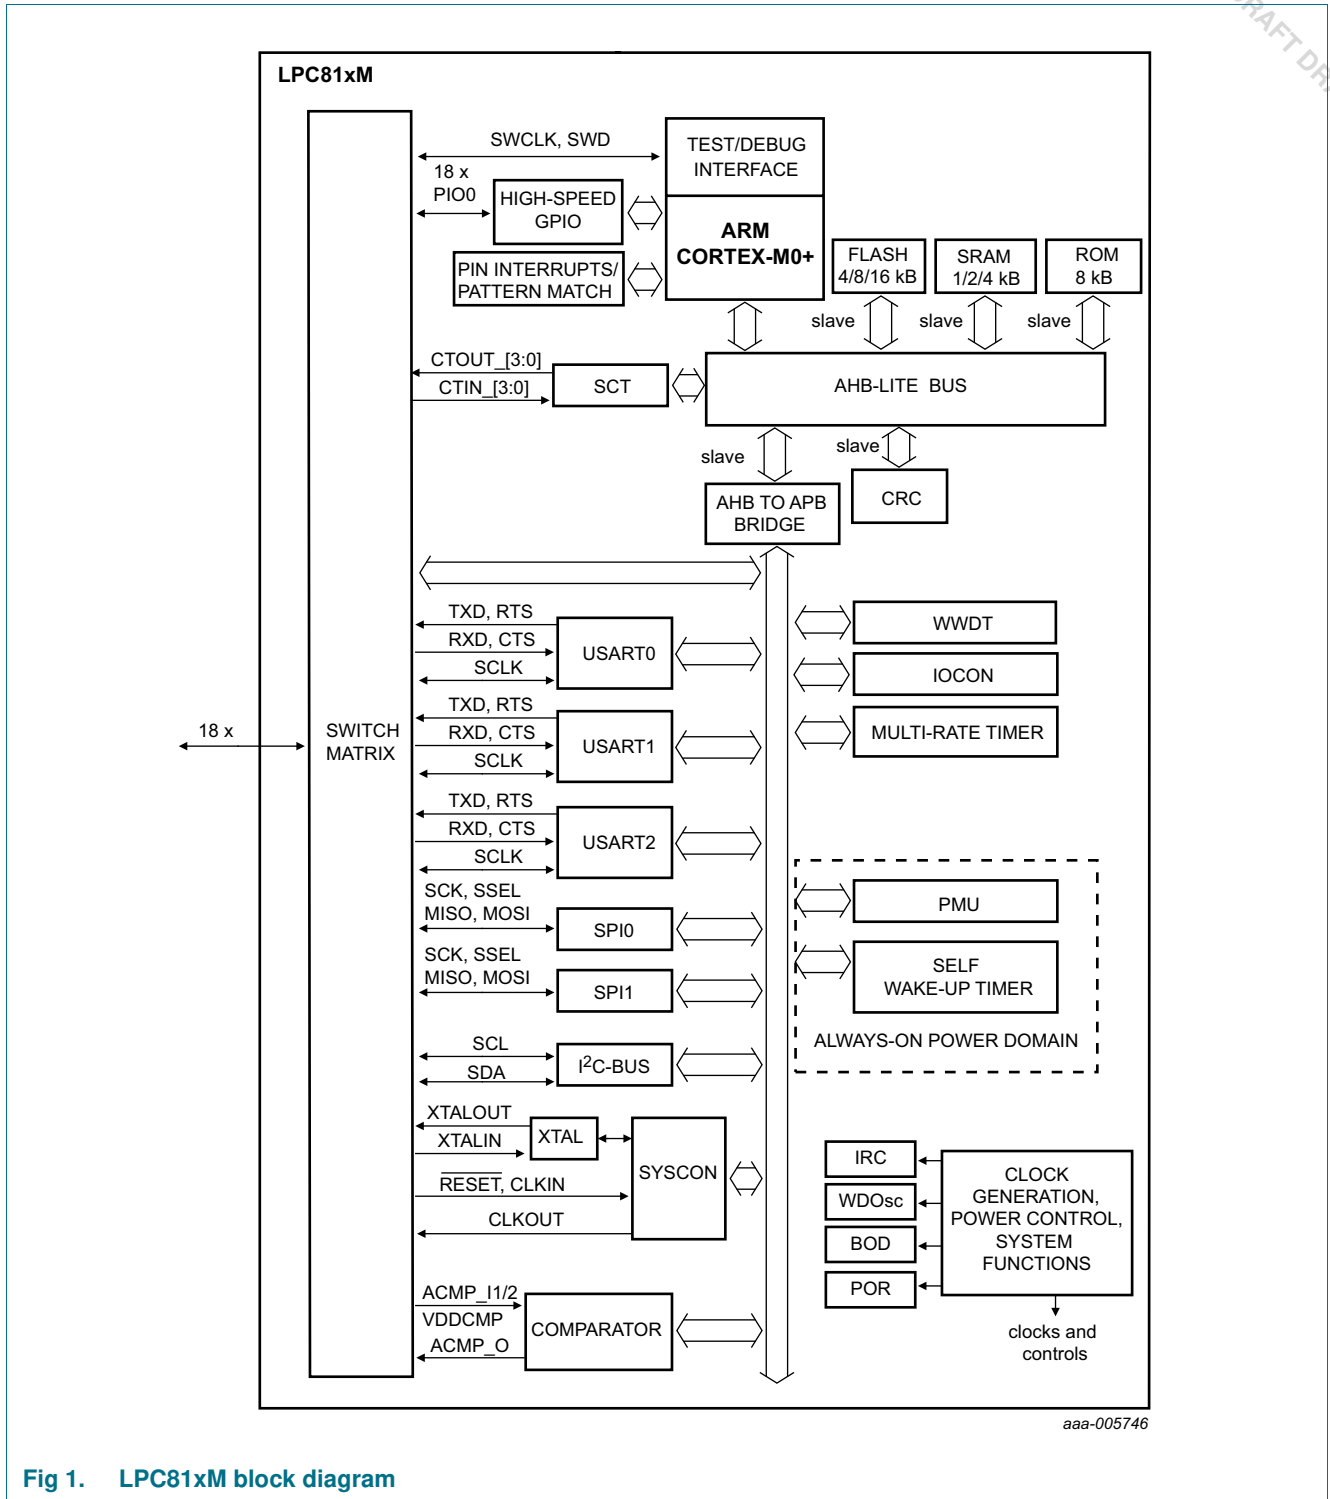 DRAFT DRA
LPC81xM
SWCLK, SWD
TEST/DEBUG
INTERFACE
18 x
PIO0
HIGH-SPEED
GPIO
ARM
CORTEX-M0+
PIN INTERRUPTS/
PATTERN MATCH
FLASH
4/8/16 kB
SRAM
1/2/4 kB
ROM
8 kB
slave
slave
slave
CTOUT_[3:0]
CTIN_[3:0]
SCT
AHB-LITE BUS
slave
slave
AHB TO APB
BRIDGE
CRC
TXD, RTS
RXD, CTS
SCLK
USART0
WWDT
IOCON
TXD, RTS
RXD, CTS
SCLK
USART1
MULTI-RATE TIMER
18 x
SWITCH
MATRIX
TXD, RTS
RXD, CTS
SCLK
USART2
SCK, SSEL
MISO, MOSI
SPI0
PMU
SCK, SSEL
MISO, MOSI
SPI1
SELF
WAKE-UP TIMER
ALWAYS-ON POWER DOMAIN
SCL
SDA
I²C-BUS
XTALOUT
XTALIN
XTAL
RESET, CLKIN
CLKOUT
SYSCON
IRC
WDOsc
BOD
POR
CLOCK
GENERATION,
POWER CONTROL,
SYSTEM
FUNCTIONS
clocks and
controls
ACMP_I1/2
VDDCMP
ACMP_O
COMPARATOR
aaa-005746
Fig 1. LPC81xM block diagram